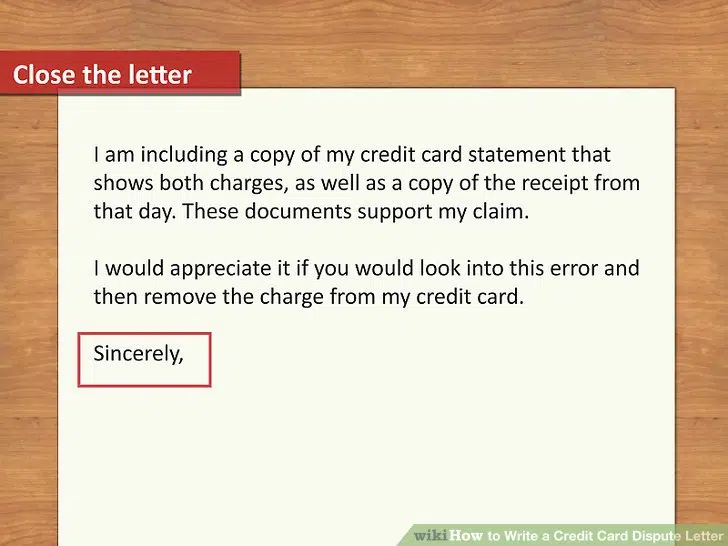 Close the letter
I am including a copy of my credit card statement that
shows both charges, as well as a copy of the receipt from
that day. These documents support my claim.
I would appreciate it if you would look into this error and
then remove the charge from my credit card.
Sincerely,
wikiHow to Write a Credit Card Dispute Letter